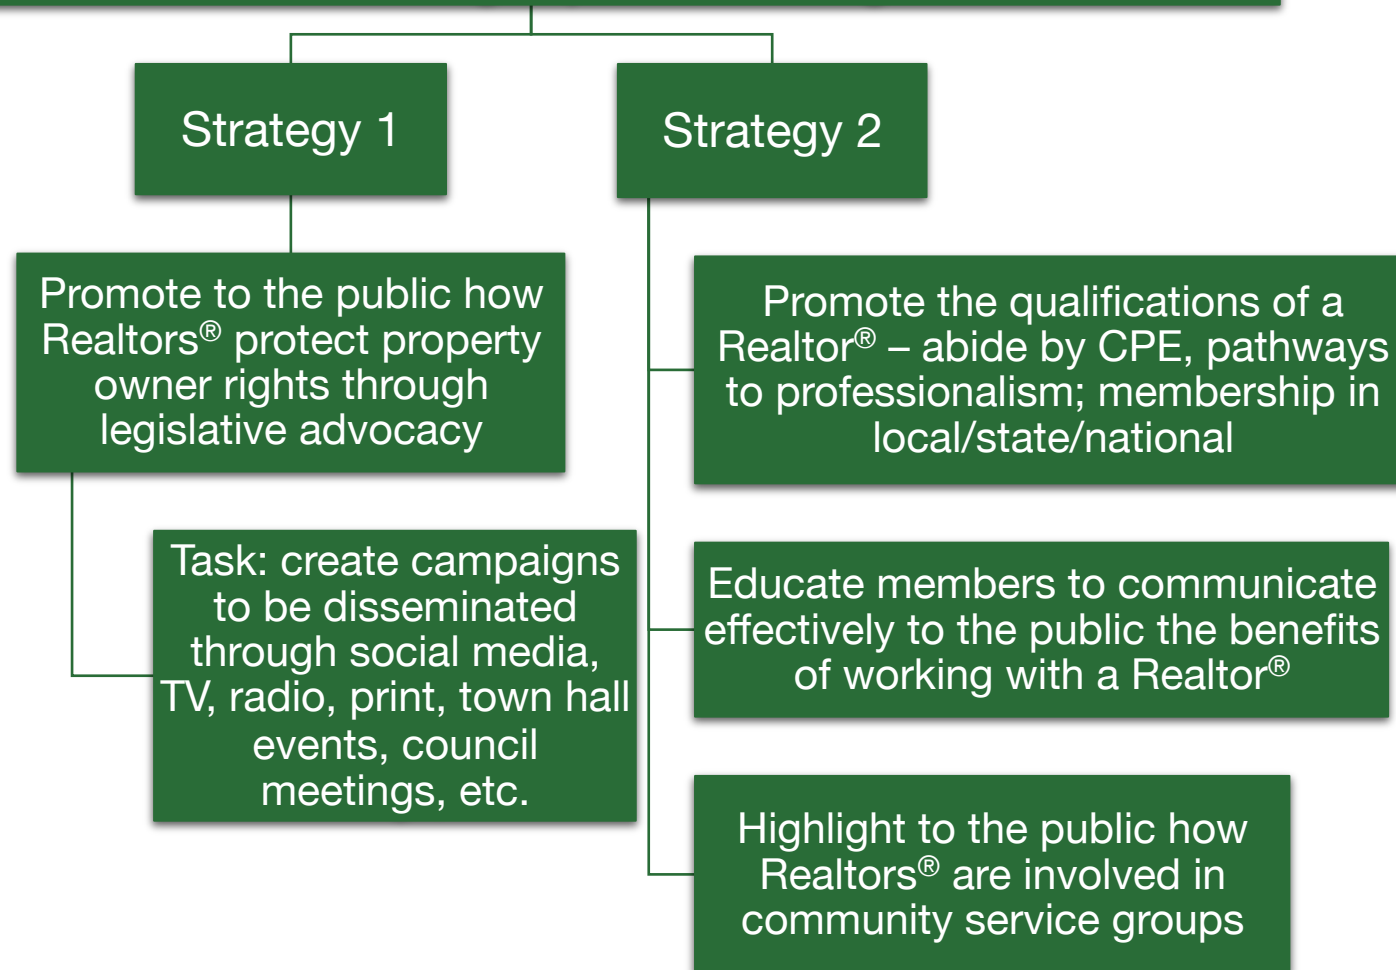 Strategy 1
Strategy 2
Promote to the public how
Realtors® protect property
owner rights through
legislative advocacy
Task: create campaigns
to be disseminated
through social media,
TV, radio, print, town hall
events, council
meetings, etc.
Promote the qualifications of a
Realtor® – abide by CPE, pathways
to professionalism; membership in
local/state/national
Educate members to communicate
effectively to the public the benefits
of working with a Realtor®
Highlight to the public how
Realtors® are involved in
community service groups